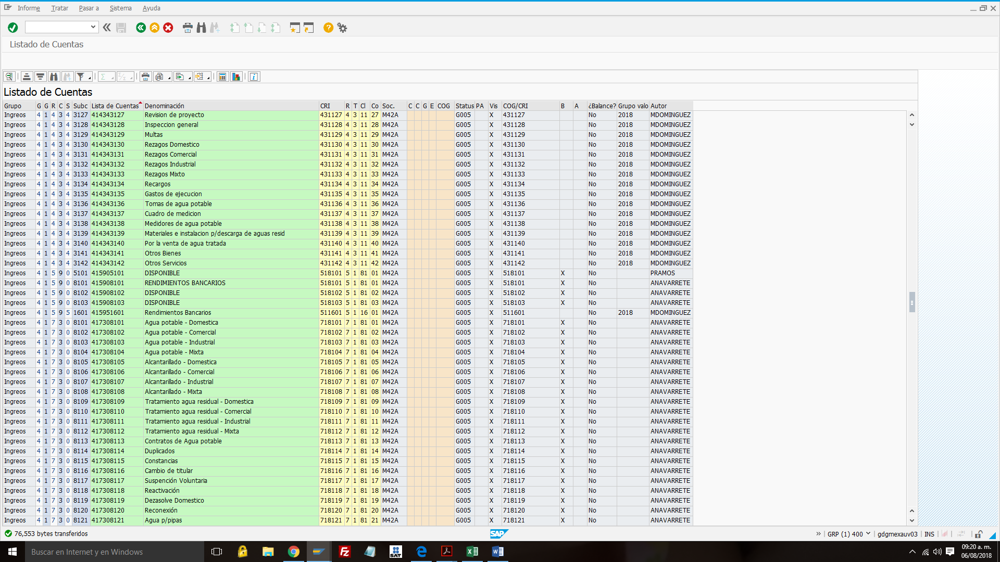 Informe Tratar Pasar a Sistema Ayuda
Listado de Cuentas
Listado de Cuentas
Grupo G G R C S Subc Lista de Cuentas Denominación CRI R T Cl Co Soc. C C G E COG Status PA Vis COG/CRI B A ¿Balance? Grupo valo Autor
Ingreos 4 1 4 3 4 3127 414343127 Revision de proyecto 431127 4 3 11 27 M42A G005 X 431127 No 2018 MDOMINGUEZ
Ingreos 4 1 4 3 4 3128 414343128 Inspeccion general 431128 4 3 11 28 M42A G005 X 431128 No 2018 MDOMINGUEZ
Ingreos 4 1 4 3 4 3129 414343129 Multas 431129 4 3 11 29 M42A G005 X 431129 No 2018 MDOMINGUEZ
Ingreos 4 1 4 3 4 3130 414343130 Rezagos Domestico 431130 4 3 11 30 M42A G005 X 431130 No 2018 MDOMINGUEZ
Ingreos 4 1 4 3 4 3131 414343131 Rezagos Comercial 431131 4 3 11 31 M42A G005 X 431131 No 2018 MDOMINGUEZ
Ingreos 4 1 4 3 4 3132 414343132 Rezagos Industrial 431132 4 3 11 32 M42A G005 X 431132 No 2018 MDOMINGUEZ
Ingreos 4 1 4 3 4 3133 414343133 Rezagos Mixto 431133 4 3 11 33 M42A G005 X 431133 No 2018 MDOMINGUEZ
Ingreos 4 1 4 3 4 3134 414343134 Recargos 431134 4 3 11 34 M42A G005 X 431134 No 2018 MDOMINGUEZ
Ingreos 4 1 4 3 4 3135 414343135 Gastos de ejecucion 431135 4 3 11 35 M42A G005 X 431135 No 2018 MDOMINGUEZ
Ingreos 4 1 4 3 4 3136 414343136 Tomas de agua potable 431136 4 3 11 36 M42A G005 X 431136 No 2018 MDOMINGUEZ
Ingreos 4 1 4 3 4 3137 414343137 Cuadro de medicion 431137 4 3 11 37 M42A G005 X 431137 No 2018 MDOMINGUEZ
Ingreos 4 1 4 3 4 3138 414343138 Medidores de agua potable 431138 4 3 11 38 M42A G005 X 431138 No 2018 MDOMINGUEZ
Ingreos 4 1 4 3 4 3139 414343139 Materiales e instalacion p/descarga de aguas resid 431139 4 3 11 39 M42A G005 X 431139 No 2018 MDOMINGUEZ
Ingreos 4 1 4 3 4 3140 414343140 Por la venta de agua tratada 431140 4 3 11 40 M42A G005 X 431140 No 2018 MDOMINGUEZ
Ingreos 4 1 4 3 4 3141 414343141 Otros Bienes 431141 4 3 11 41 M42A G005 X 431141 No 2018 MDOMINGUEZ
Ingreos 4 1 4 3 4 3142 414343142 Otros Servicios 431142 4 3 11 42 M42A G005 X 431142 No 2018 MDOMINGUEZ
Ingreos 4 1 5 9 0 5101 415905101 DISPONIBLE 518101 5 1 81 01 M42A G005 X 518101 X No PRAMOS
Ingreos 4 1 5 9 0 8101 415908101 RENDIMIENTOS BANCARIOS 518101 5 1 81 01 M42A G005 X 518101 X No ANAVARRETE
Ingreos 4 1 5 9 0 8102 415908102 DISPONIBLE 518102 5 1 81 02 M42A G005 X 518102 X No ANAVARRETE
Ingreos 4 1 5 9 0 8103 415908103 DISPONIBLE 518103 5 1 81 03 M42A G005 X 518103 X No ANAVARRETE
Ingreos 4 1 5 9 5 1601 415951601 Rendimientos Bancarios 511601 5 1 16 01 M42A G005 X 511601 No 2018 MDOMINGUEZ
Ingreos 4 1 7 3 0 8101 417308101 Agua potable - Domestica 718101 7 1 81 01 M42A G005 X 718101 X No ANAVARRETE
Ingreos 4 1 7 3 0 8102 417308102 Agua potable - Comercial 718102 7 1 81 02 M42A G005 X 718102 X No ANAVARRETE
Ingreos 4 1 7 3 0 8103 417308103 Agua potable - Industrial 718103 7 1 81 03 M42A G005 X 718103 X No ANAVARRETE
Ingreos 4 1 7 3 0 8104 417308104 Agua potable - Mixta 718104 7 1 81 04 M42A G005 X 718104 X No ANAVARRETE
Ingreos 4 1 7 3 0 8105 417308105 Alcantarillado - Domestica 718105 7 1 81 05 M42A G005 X 718105 X No ANAVARRETE
Ingreos 4 1 7 3 0 8106 417308106 Alcantarillado - Comercial 718106 7 1 81 06 M42A G005 X 718106 X No ANAVARRETE
Ingreos 4 1 7 3 0 8107 417308107 Alcantarillado - Industrial 718107 7 1 81 07 M42A G005 X 718107 X No ANAVARRETE
Ingreos 4 1 7 3 0 8108 417308108 Alcantarillado - Mixta 718108 7 1 81 08 M42A G005 X 718108 X No ANAVARRETE
Ingreos 4 1 7 3 0 8109 417308109 Tratamiento agua residual - Domestica 718109 7 1 81 09 M42A G005 X 718109 X No ANAVARRETE
Ingreos 4 1 7 3 0 8110 417308110 Tratamiento agua residual - Comercial 718110 7 1 81 10 M42A G005 X 718110 X No ANAVARRETE
Ingreos 4 1 7 3 0 8111 417308111 Tratamiento agua residual - Industrial 718111 7 1 81 11 M42A G005 X 718111 X No ANAVARRETE
Ingreos 4 1 7 3 0 8112 417308112 Tratamiento agua residual - Mixta 718112 7 1 81 12 M42A G005 X 718112 X No ANAVARRETE
Ingreos 4 1 7 3 0 8113 417308113 Contratos de Agua potable 718113 7 1 81 13 M42A G005 X 718113 X No ANAVARRETE
Ingreos 4 1 7 3 0 8114 417308114 Duplicados 718114 7 1 81 14 M42A G005 X 718114 X No ANAVARRETE
Ingreos 4 1 7 3 0 8115 417308115 Constancias 718115 7 1 81 15 M42A G005 X 718115 X No ANAVARRETE
Ingreos 4 1 7 3 0 8116 417308116 Cambio de titular 718116 7 1 81 16 M42A G005 X 718116 X No ANAVARRETE
Ingreos 4 1 7 3 0 8117 417308117 Suspención Voluntaria 718117 7 1 81 17 M42A G005 X 718117 X No ANAVARRETE
Ingreos 4 1 7 3 0 8118 417308118 Reactivación 718118 7 1 81 18 M42A G005 X 718118 X No ANAVARRETE
Ingreos 4 1 7 3 0 8119 417308119 Dezasolve Domestico 718119 7 1 81 19 M42A G005 X 718119 X No ANAVARRETE
Ingreos 4 1 7 3 0 8120 417308120 Reconexión 718120 7 1 81 20 M42A G005 X 718120 X No ANAVARRETE
Ingreos 4 1 7 3 0 8121 417308121 Agua p/pipas 718121 7 1 81 21 M42A G005 X 718121 X No ANAVARRETE
76,553 bytes transferidos SAP GRP (1) 400 gdgmexauv03 INS
Buscar en Internet y en Windows
SAT
09:20 a. m.
06/08/2018